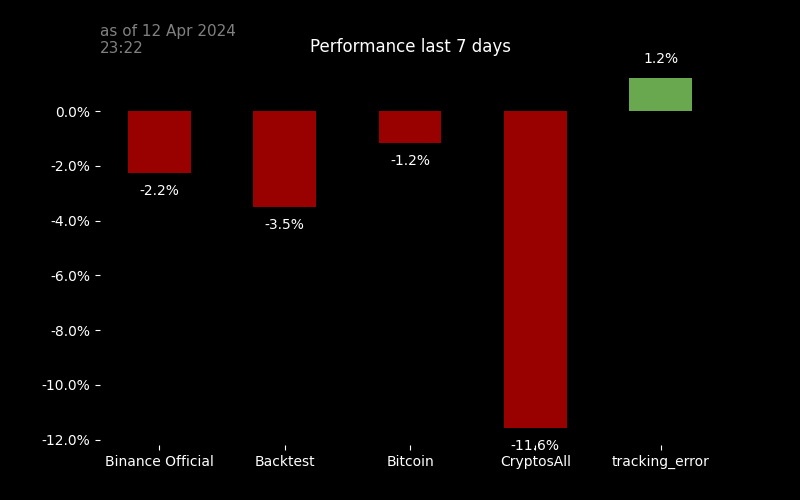 as of 12 Apr 2024
23:22
Performance last 7 days
1.2%
0.0%
-2.0%
-1.2%
-2.2%
-4.0%
-3.5%
-6.0%
-8.0%
-10.0%
-12.0%
-11.6%
Binance Official
Backtest
Bitcoin
CryptosAll
tracking_error